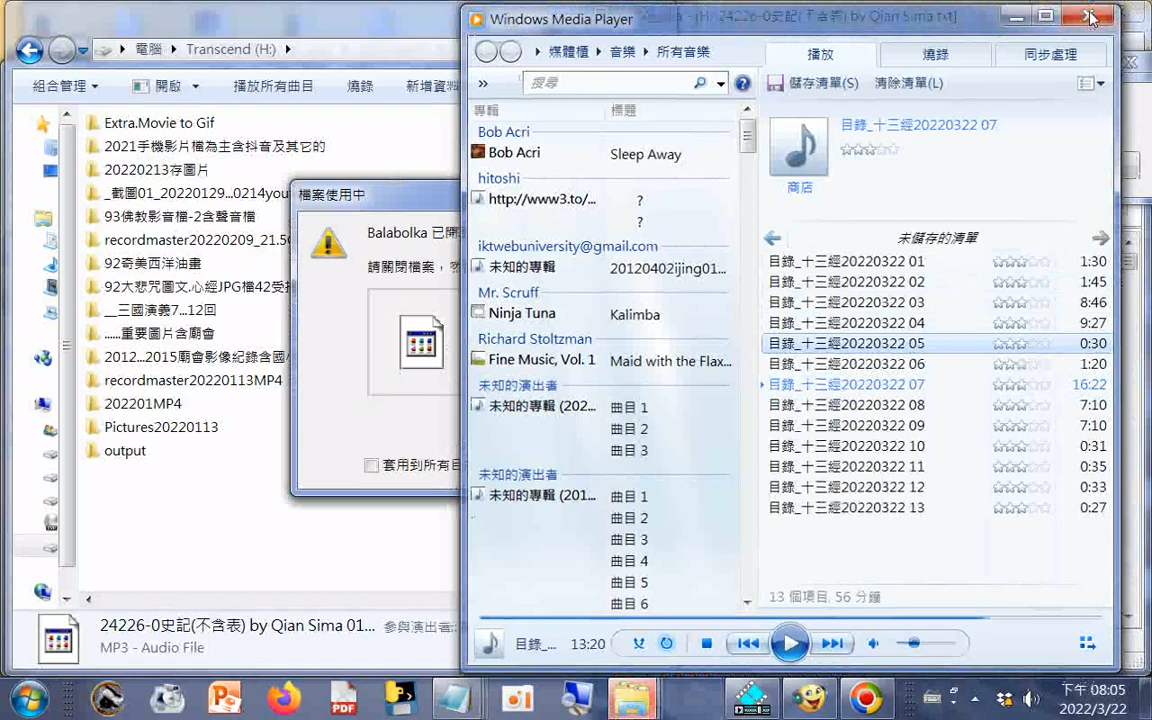 Windows Media Player
24226-0史記(不含表) by Qian Sima txt]
電腦 Transcend (H:)
組合管理 開啟 播放所有曲目 燒錄 新增資
Extra.Movie to Gif
2021手機影片檔為主含抖音及其它的
20220213存圖片
_截圖01_20220129...0214you
93佛教影音檔-2含聲音檔
recordmaster20220209_21.5
92奇美西洋油畫
92大悲咒圖文.心經JPG檔42受
__三國演義7...12回
......重要圖片含廟會
2012...2015廟會影像紀錄含國
recordmaster20220113MP4
202201MP4
Pictures20220113
output
24226-0史記(不含表) by Qian Sima 01...
參與演出者
MP3 - Audio File
檔案使用中
Balabolka 已開
請關閉檔案，
套用到所有
媒體櫃 音樂 所有音樂
播放 燒錄 同步處理
搜尋
儲存清單(S) 清除清單(L)
專輯 標題
Bob Acri
Bob Acri Sleep Away
hitoshi
http://www3.to/... ?
?
iktwebuniversity@gmail.com
未知的專輯 20120402ijing01...
Mr. Scruff
Ninja Tuna Kalimba
Richard Stoltzman
Fine Music, Vol. 1 Maid with the Flax...
未知的演出者
未知的專輯 (202... 曲目 1
曲目 2
曲目 3
未知的演出者
未知的專輯 (201... 曲目 1
曲目 2
曲目 3
曲目 4
曲目 5
曲目 6
目錄_十三經20220322 07
商店
未儲存的清單
目錄_十三經20220322 01 1:30
目錄_十三經20220322 02 1:45
目錄_十三經20220322 03 8:46
目錄_十三經20220322 04 9:27
目錄_十三經20220322 05 0:30
目錄_十三經20220322 06 1:20
目錄_十三經20220322 07 16:22
目錄_十三經20220322 08 7:10
目錄_十三經20220322 09 7:10
目錄_十三經20220322 10 0:31
目錄_十三經20220322 11 0:35
目錄_十三經20220322 12 0:33
目錄_十三經20220322 13 0:27
13 個項目, 56 分鐘
目錄_... 13:20
下午 08:05
2022/3/22